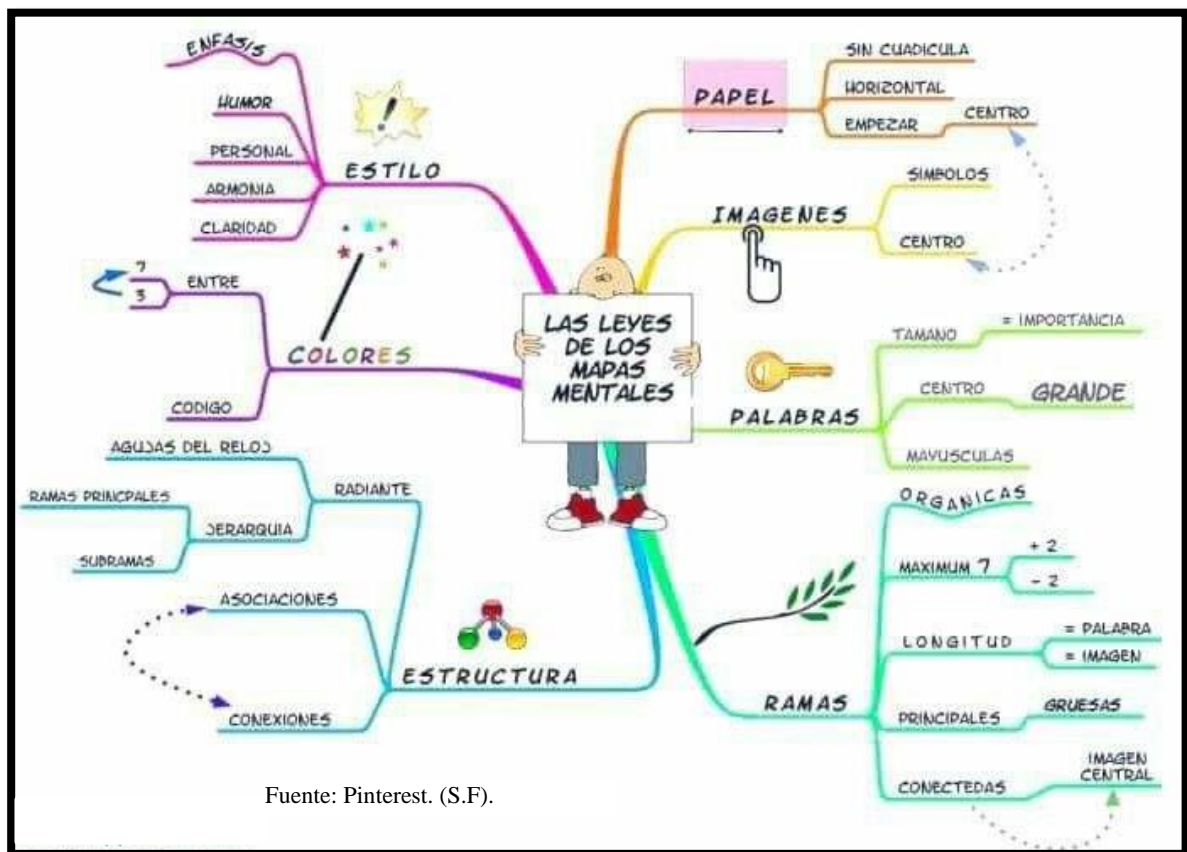 LAS LEYES
DE LOS
MAPAS
MENTALES
PAPEL
SIN CUADICULA
HORIZONTAL
EMPEZAR
CENTRO
IMAGENES
SIMBOLOS
CENTRO
PALABRAS
TAMANO
= IMPORTANCIA
CENTRO
GRANDE
MAYUSCULAS
RAMAS
ORGANICAS
MAXIMUM 7
+ 2
- 2
LONGITUD
= PALABRA
= IMAGEN
PRINCIPALES
GRUESAS
CONECTEDAS
IMAGEN
CENTRAL
ESTRUCTURA
RADIANTE
AGUJAS DEL RELOJ
JERARQUIA
RAMAS PRINCPALES
SUBRAMAS
ASOCIACIONES
CONEXIONES
COLORES
ENTRE
7
3
CODIGO
ESTILO
ENFASIS
HUMOR
PERSONAL
ARMONIA
CLARIDAD
Fuente: Pinterest. (S.F).